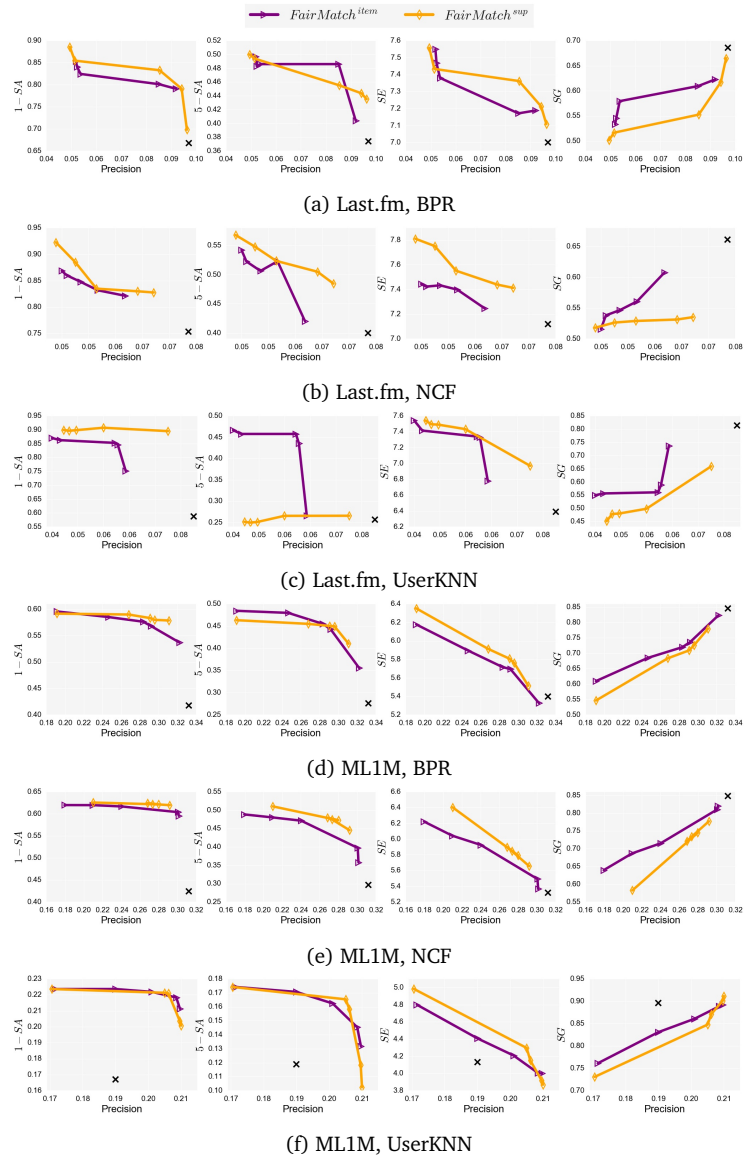 FairMatch^item FairMatch^sup
0.90
0.85
0.80
0.75
0.70
0.65
1 − SA
0.04 0.05 0.06 0.07 0.08 0.09 0.10
Precision
0.52
0.50
0.48
0.46
0.44
0.42
0.40
0.38
0.36
5 − SA
0.04 0.05 0.06 0.07 0.08 0.09 0.10
Precision
7.6
7.5
7.4
7.3
7.2
7.1
7.0
SE
0.04 0.05 0.06 0.07 0.08 0.09 0.10
Precision
0.70
0.65
0.60
0.55
0.50
SG
0.04 0.05 0.06 0.07 0.08 0.09 0.10
Precision
(a) Last.fm, BPR
0.95
0.90
0.85
0.80
0.75
1 − SA
0.05 0.05 0.06 0.07 0.07 0.08 0.08
Precision
0.55
0.50
0.45
0.40
5 − SA
0.05 0.05 0.06 0.07 0.07 0.08 0.08
Precision
7.8
7.6
7.4
7.2
7.0
SE
0.05 0.05 0.06 0.07 0.07 0.08 0.08
Precision
0.65
0.60
0.55
0.50
SG
0.05 0.05 0.06 0.07 0.07 0.08 0.08
Precision
(b) Last.fm, NCF
0.95
0.90
0.85
0.80
0.75
0.70
0.65
0.60
0.55
1 − SA
0.04 0.05 0.06 0.07 0.08
Precision
0.50
0.45
0.40
0.35
0.30
0.25
5 − SA
0.04 0.05 0.06 0.07 0.08
Precision
7.6
7.4
7.2
7.0
6.8
6.6
6.4
6.2
SE
0.04 0.05 0.06 0.07 0.08
Precision
0.85
0.80
0.75
0.70
0.65
0.60
0.55
0.50
0.45
SG
0.04 0.05 0.06 0.07 0.08
Precision
(c) Last.fm, UserKNN
0.60
0.55
0.50
0.45
0.40
1 − SA
0.18 0.20 0.22 0.24 0.26 0.28 0.30 0.32 0.34
Precision
0.50
0.45
0.40
0.35
0.30
0.25
5 − SA
0.18 0.20 0.22 0.24 0.26 0.28 0.30 0.32 0.34
Precision
6.4
6.2
6.0
5.8
5.6
5.4
5.2
SE
0.18 0.20 0.22 0.24 0.26 0.28 0.30 0.32 0.34
Precision
0.85
0.80
0.75
0.70
0.65
0.60
0.55
0.50
SG
0.18 0.20 0.22 0.24 0.26 0.28 0.30 0.32 0.34
Precision
(d) ML1M, BPR
0.65
0.60
0.55
0.50
0.45
0.40
1 − SA
0.16 0.18 0.20 0.22 0.24 0.26 0.28 0.30 0.32 0.34
Precision
0.55
0.50
0.45
0.40
0.35
0.30
0.25
5 − SA
0.16 0.18 0.20 0.22 0.24 0.26 0.28 0.30 0.32
Precision
6.6
6.4
6.2
6.0
5.8
5.6
5.4
5.2
SE
0.16 0.18 0.20 0.22 0.24 0.26 0.28 0.30 0.32
Precision
0.85
0.80
0.75
0.70
0.65
0.60
0.55
SG
0.16 0.18 0.20 0.22 0.24 0.26 0.28 0.30 0.32
Precision
(e) ML1M, NCF
0.23
0.22
0.21
0.20
0.19
0.18
0.17
0.16
1 − SA
0.17 0.18 0.19 0.20 0.21
Precision
0.18
0.17
0.16
0.15
0.14
0.13
0.12
0.11
0.10
5 − SA
0.17 0.18 0.19 0.20 0.21
Precision
5.0
4.8
4.6
4.4
4.2
4.0
3.8
SE
0.17 0.18 0.19 0.20 0.21
Precision
0.95
0.90
0.85
0.80
0.75
0.70
SG
0.17 0.18 0.19 0.20 0.21
Precision
(f) ML1M, UserKNN